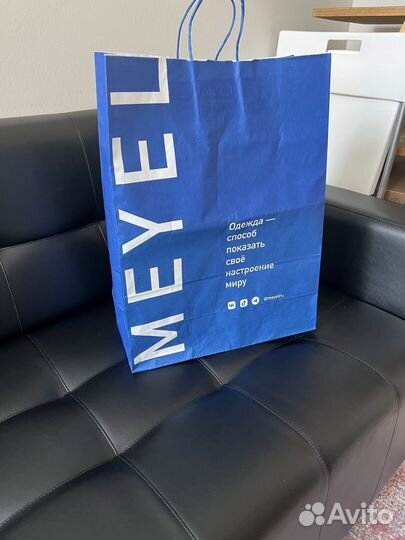 MEYEL
Одежда —
способ
показать
своё
настроение
миру
@meyelru
Avito